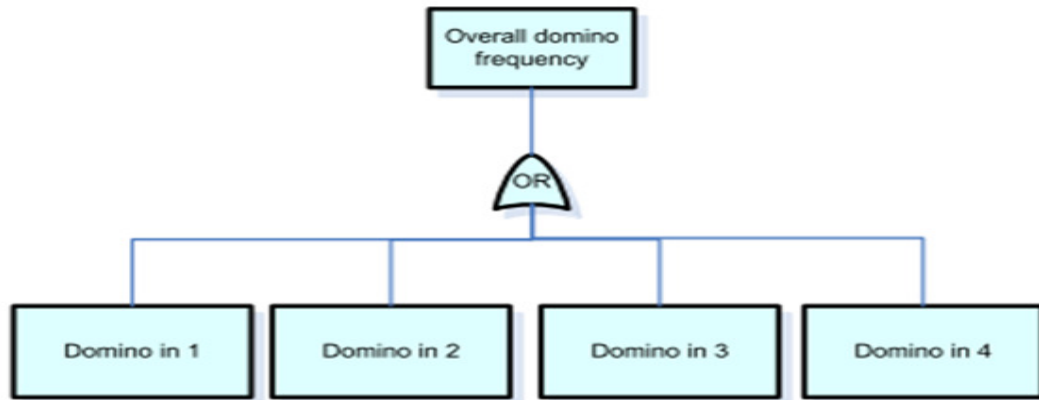 Overall domino
frequency
OR
Domino in 1
Domino in 2
Domino in 3
Domino in 4